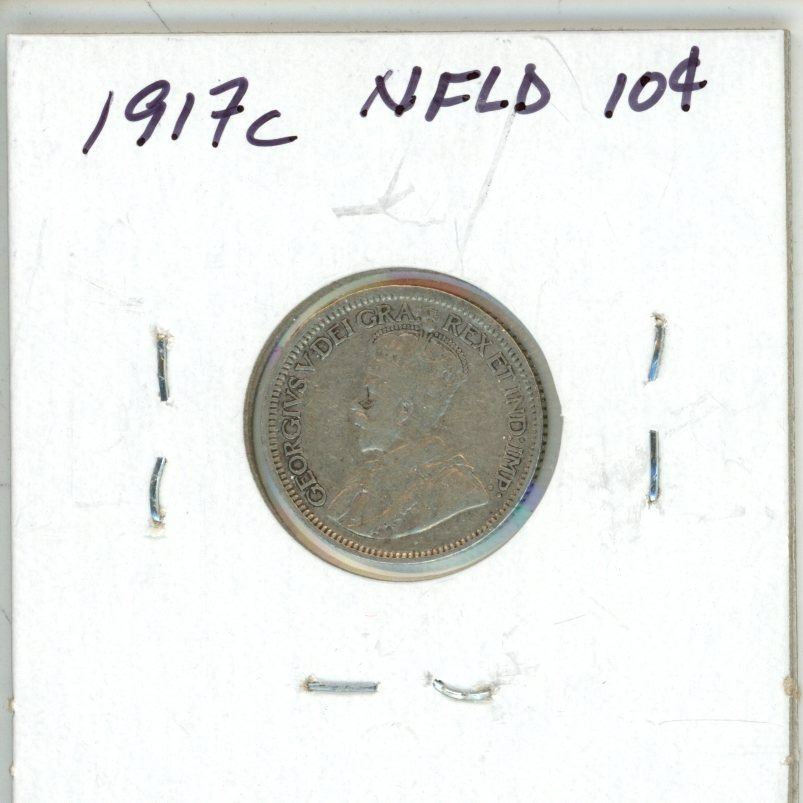 1917c NFLD 10¢
GEORGIVS V DEI GRA: REX ET IND: IMP: